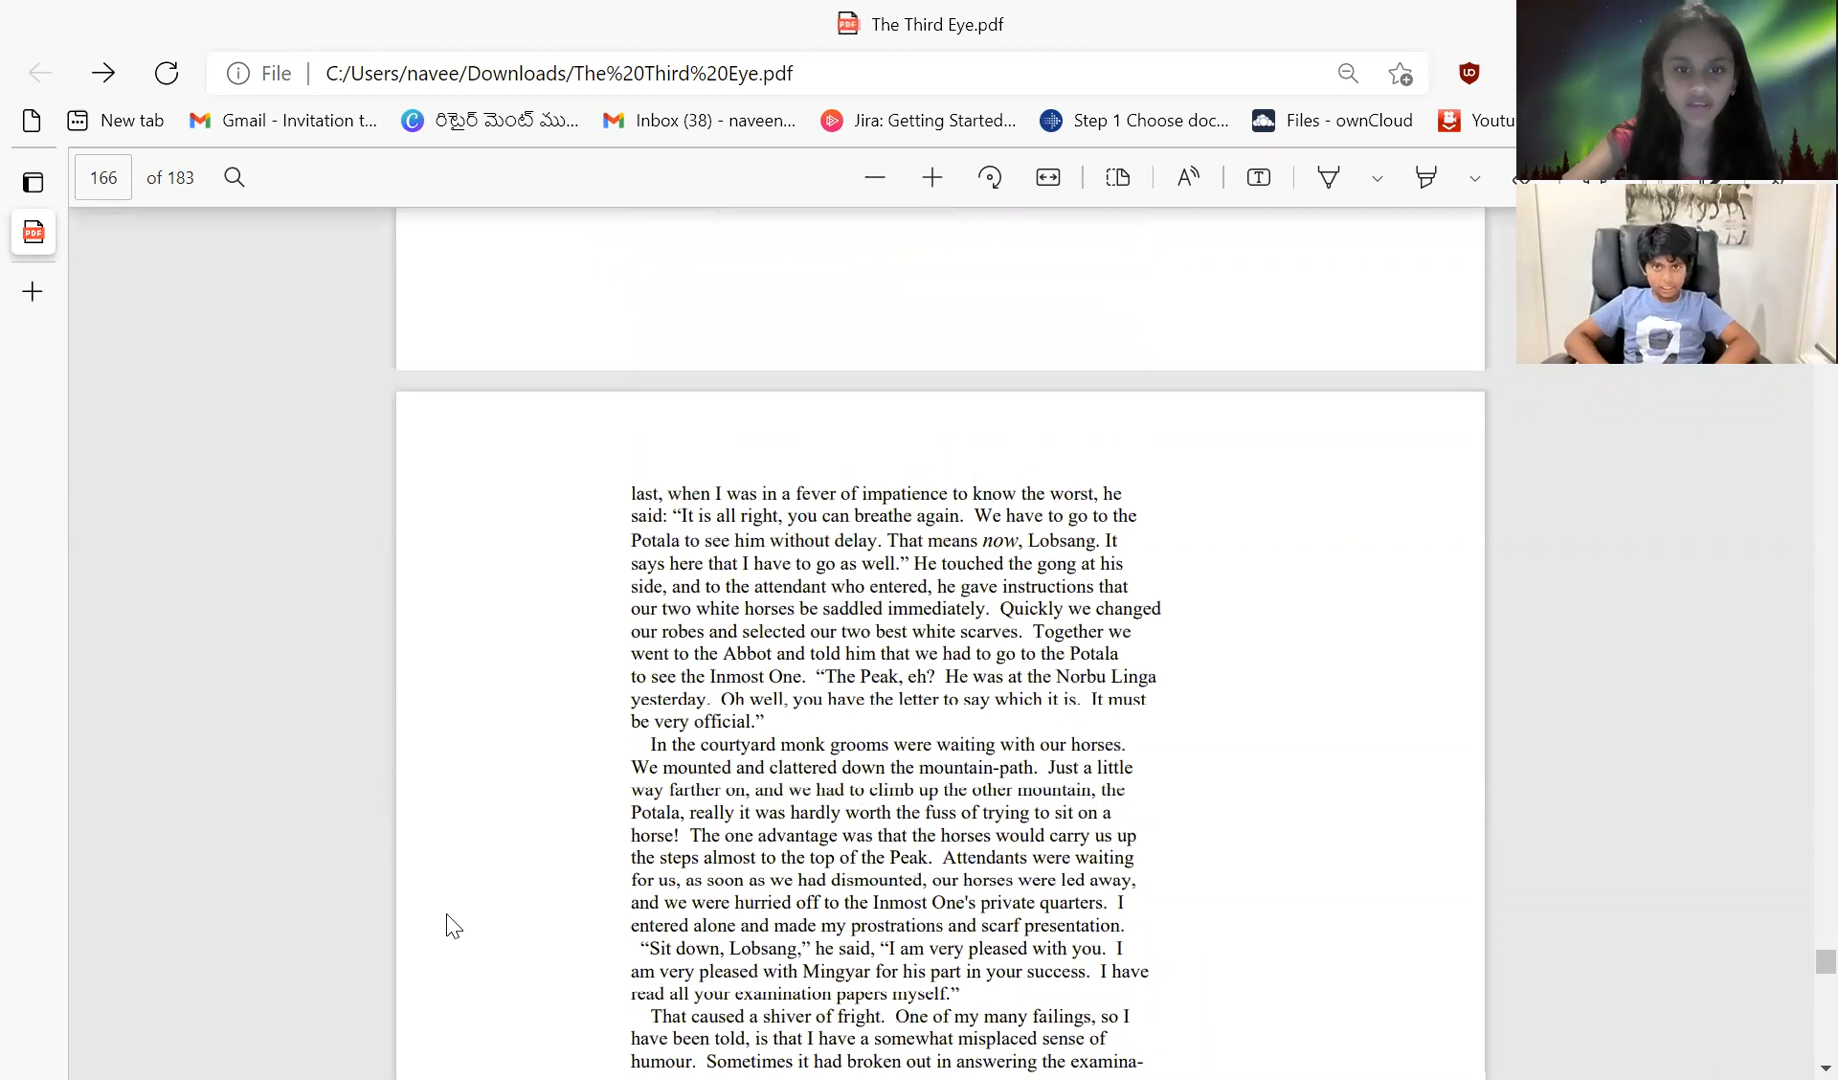 The Third Eye.pdf
File C:/Users/navee/Downloads/The%20Third%20Eye.pdf
New tab Gmail - Invitation t... రిటైర్ మెంట్ ము... Inbox (38) - naveen... Jira: Getting Started... Step 1 Choose doc... Files - ownCloud Youtu
166 of 183
last, when I was in a fever of impatience to know the worst, he
said: “It is all right, you can breathe again. We have to go to the
Potala to see him without delay. That means now, Lobsang. It
says here that I have to go as well.” He touched the gong at his
side, and to the attendant who entered, he gave instructions that
our two white horses be saddled immediately. Quickly we changed
our robes and selected our two best white scarves. Together we
went to the Abbot and told him that we had to go to the Potala
to see the Inmost One. “The Peak, eh? He was at the Norbu Linga
yesterday. Oh well, you have the letter to say which it is. It must
be very official.”
In the courtyard monk grooms were waiting with our horses.
We mounted and clattered down the mountain-path. Just a little
way farther on, and we had to climb up the other mountain, the
Potala, really it was hardly worth the fuss of trying to sit on a
horse! The one advantage was that the horses would carry us up
the steps almost to the top of the Peak. Attendants were waiting
for us, as soon as we had dismounted, our horses were led away,
and we were hurried off to the Inmost One's private quarters. I
entered alone and made my prostrations and scarf presentation.
“Sit down, Lobsang,” he said, “I am very pleased with you. I
am very pleased with Mingyar for his part in your success. I have
read all your examination papers myself.”
That caused a shiver of fright. One of my many failings, so I
have been told, is that I have a somewhat misplaced sense of
humour. Sometimes it had broken out in answering the examina-